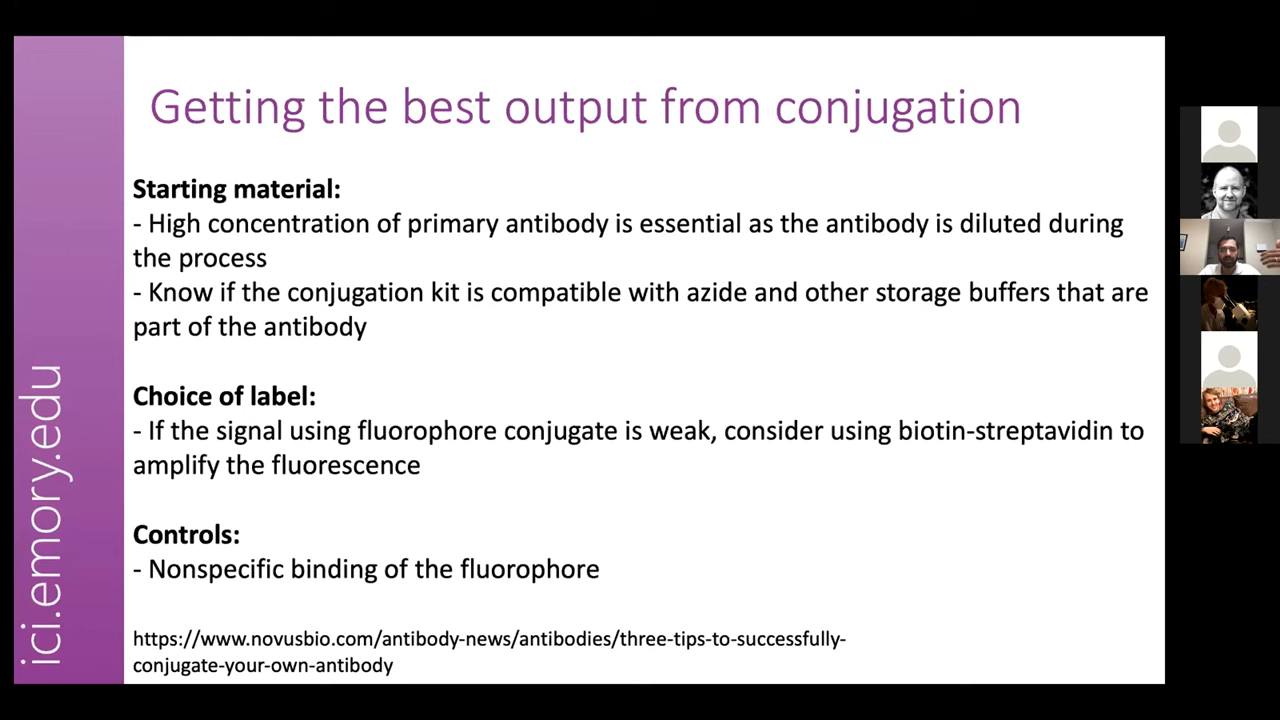 Getting the best output from conjugation
Starting material:
- High concentration of primary antibody is essential as the antibody is diluted during
the process
- Know if the conjugation kit is compatible with azide and other storage buffers that are
part of the antibody
Choice of label:
- If the signal using fluorophore conjugate is weak, consider using biotin-streptavidin to
amplify the fluorescence
Controls:
- Nonspecific binding of the fluorophore
https://www.novusbio.com/antibody-news/antibodies/three-tips-to-successfully-
conjugate-your-own-antibody
ici.emory.edu